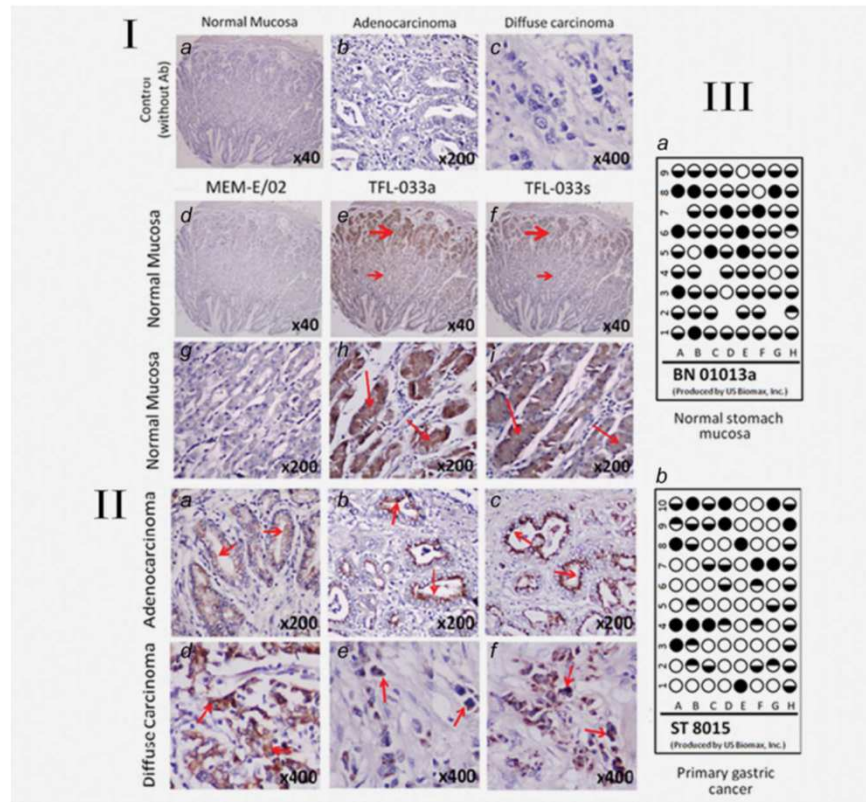 I
Normal Mucosa
Adenocarcinoma
Diffuse carcinoma
Control
(without Ab)
a
b
c
x40
x200
x400
MEM-E/02
TFL-033a
TFL-033s
Normal Mucosa
d
e
f
x40
x40
x40
Normal Mucosa
g
h
i
x200
x200
x200
II
Adenocarcinoma
a
b
c
x200
x200
x200
Diffuse Carcinoma
d
e
f
x400
x400
x400
III
a
9
8
7
6
5
4
3
2
1
A B C D E F G H
BN 01013a
(Produced by US Biomax, Inc.)
Normal stomach
mucosa
b
10
9
8
7
6
5
4
3
2
1
A B C D E F G H
ST 8015
(Produced by US Biomax, Inc.)
Primary gastric
cancer